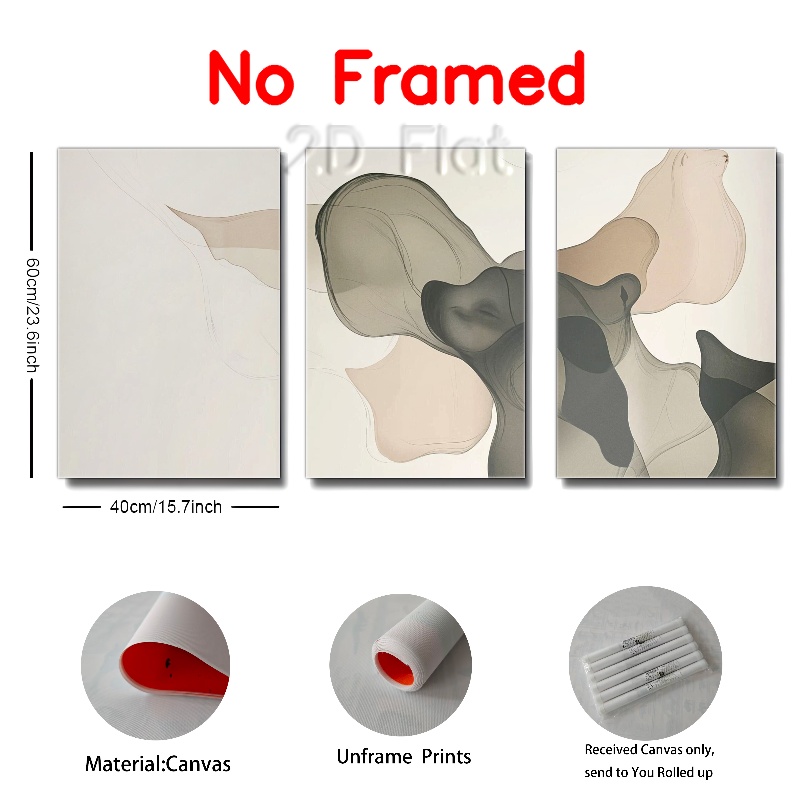 No Framed
2.D Flat.
60cm/23.6inch
40cm/15.7inch
Material:Canvas
Unframe Prints
Received Canvas only,
send to You Rolled up